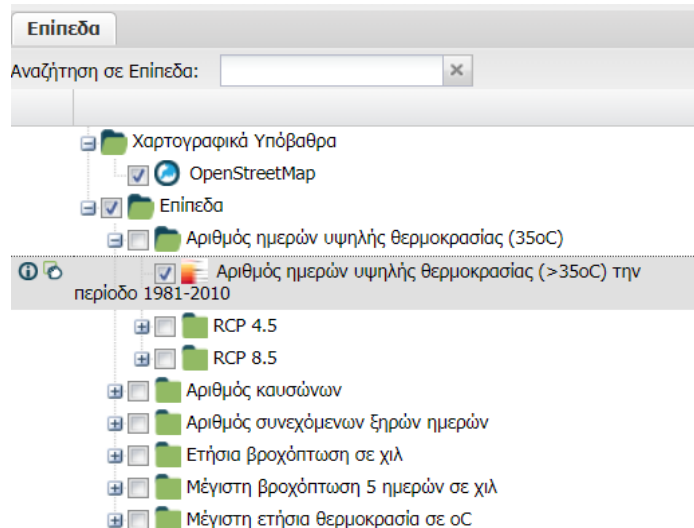 Επίπεδα
Αναζήτηση σε Επίπεδα:
Χαρτογραφικά Υπόβαθρα
OpenStreetMap
Επίπεδα
Αριθμός ημερών υψηλής θερμοκρασίας (35oC)
Αριθμός ημερών υψηλής θερμοκρασίας (>35oC) την
περίοδο 1981-2010
RCP 4.5
RCP 8.5
Αριθμός καυσώνων
Αριθμός συνεχόμενων ξηρών ημερών
Ετήσια βροχόπτωση σε χιλ
Μέγιστη βροχόπτωση 5 ημερών σε χιλ
Μέγιστη ετήσια θερμοκρασία σε oC